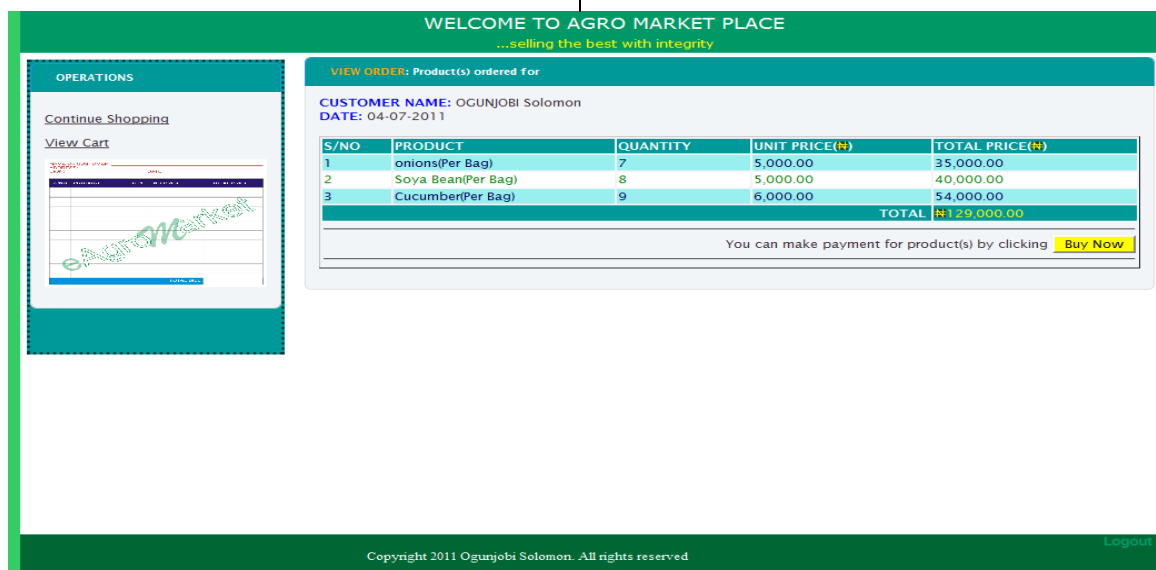 WELCOME TO AGRO MARKET PLACE
...selling the best with integrity
OPERATIONS
Continue Shopping
View Cart
eAgroMarket
VIEW ORDER: Product(s) ordered for
CUSTOMER NAME: OGUNJOBI Solomon
DATE: 04-07-2011
S/NO PRODUCT QUANTITY UNIT PRICE(₦) TOTAL PRICE(₦)
1 onions(Per Bag) 7 5,000.00 35,000.00
2 Soya Bean(Per Bag) 8 5,000.00 40,000.00
3 Cucumber(Per Bag) 9 6,000.00 54,000.00
TOTAL ₦129,000.00
You can make payment for product(s) by clicking Buy Now
Logout
Copyright 2011 Ogunjobi Solomon. All rights reserved